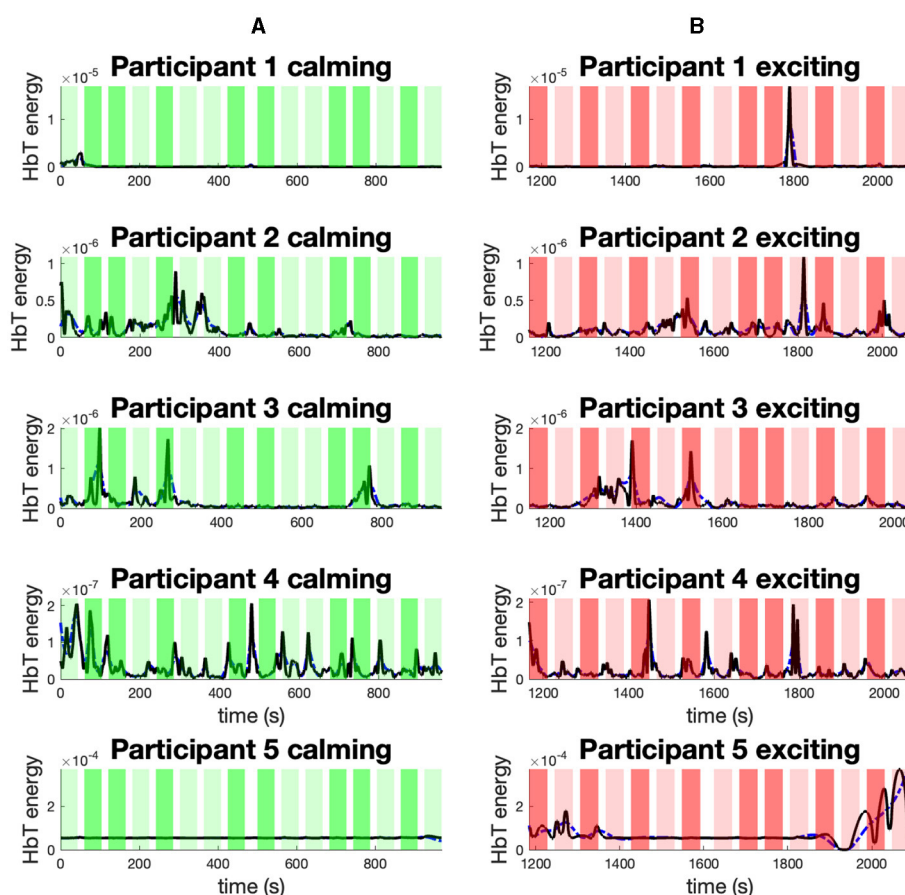 A
B
Participant 1 calming
Participant 1 exciting
×10⁻⁵
×10⁻⁵
HbT energy
1
0
HbT energy
1
0
0 200 400 600 800
1200 1400 1600 1800 2000
Participant 2 calming
Participant 2 exciting
×10⁻⁶
×10⁻⁶
HbT energy
1
0.5
0
HbT energy
1
0.5
0
0 200 400 600 800
1200 1400 1600 1800 2000
Participant 3 calming
Participant 3 exciting
×10⁻⁶
×10⁻⁶
HbT energy
2
1
0
HbT energy
2
1
0
0 200 400 600 800
1200 1400 1600 1800 2000
Participant 4 calming
Participant 4 exciting
×10⁻⁷
×10⁻⁷
HbT energy
2
1
0
HbT energy
2
1
0
0 200 400 600 800
1200 1400 1600 1800 2000
time (s)
time (s)
Participant 5 calming
Participant 5 exciting
×10⁻⁴
×10⁻⁴
HbT energy
2
0
HbT energy
2
0
0 200 400 600 800
1200 1400 1600 1800 2000
time (s)
time (s)